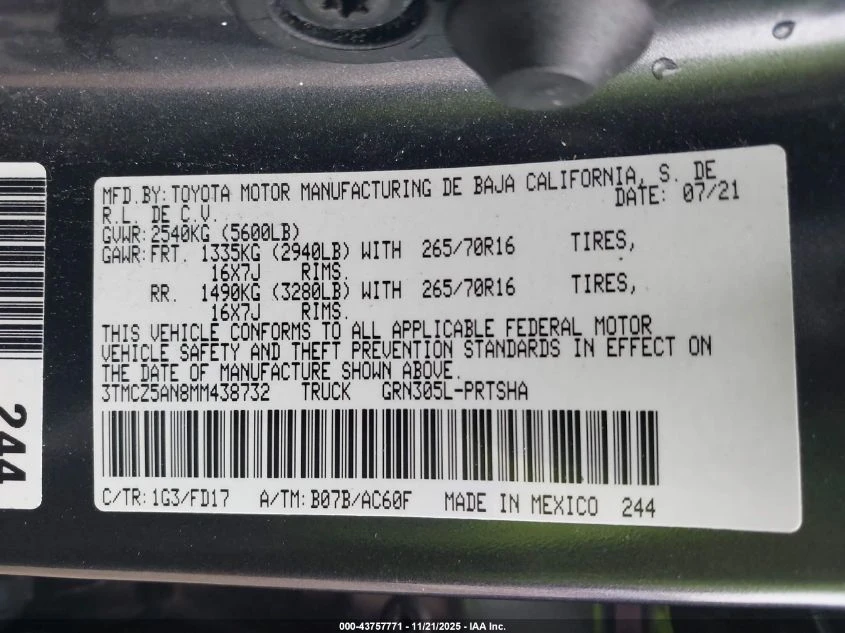 MFD.BY: TOYOTA MOTOR MANUFACTURING DE BAJA CALIFORNIA, S. DE
R.L. DE C.V. DATE: 07/21
GVWR: 2540KG (5600LB)
GAWR: FRT. 1335KG (2940LB) WITH 265/70R16 TIRES,
16X7J RIMS.
RR. 1490KG (3280LB) WITH 265/70R16 TIRES,
16X7J RIMS.
THIS VEHICLE CONFORMS TO ALL APPLICABLE FEDERAL MOTOR
VEHICLE SAFETY AND THEFT PREVENTION STANDARDS IN EFFECT ON
THE DATE OF MANUFACTURE SHOWN ABOVE.
3TMCZ5AN8MM438732 TRUCK GRN305L-PRTSHA
C/TR: 1G3/FD17 A/TM: B07B/AC60F MADE IN MEXICO 244
244
000-43757771 - 11/21/2025 - IAA Inc.